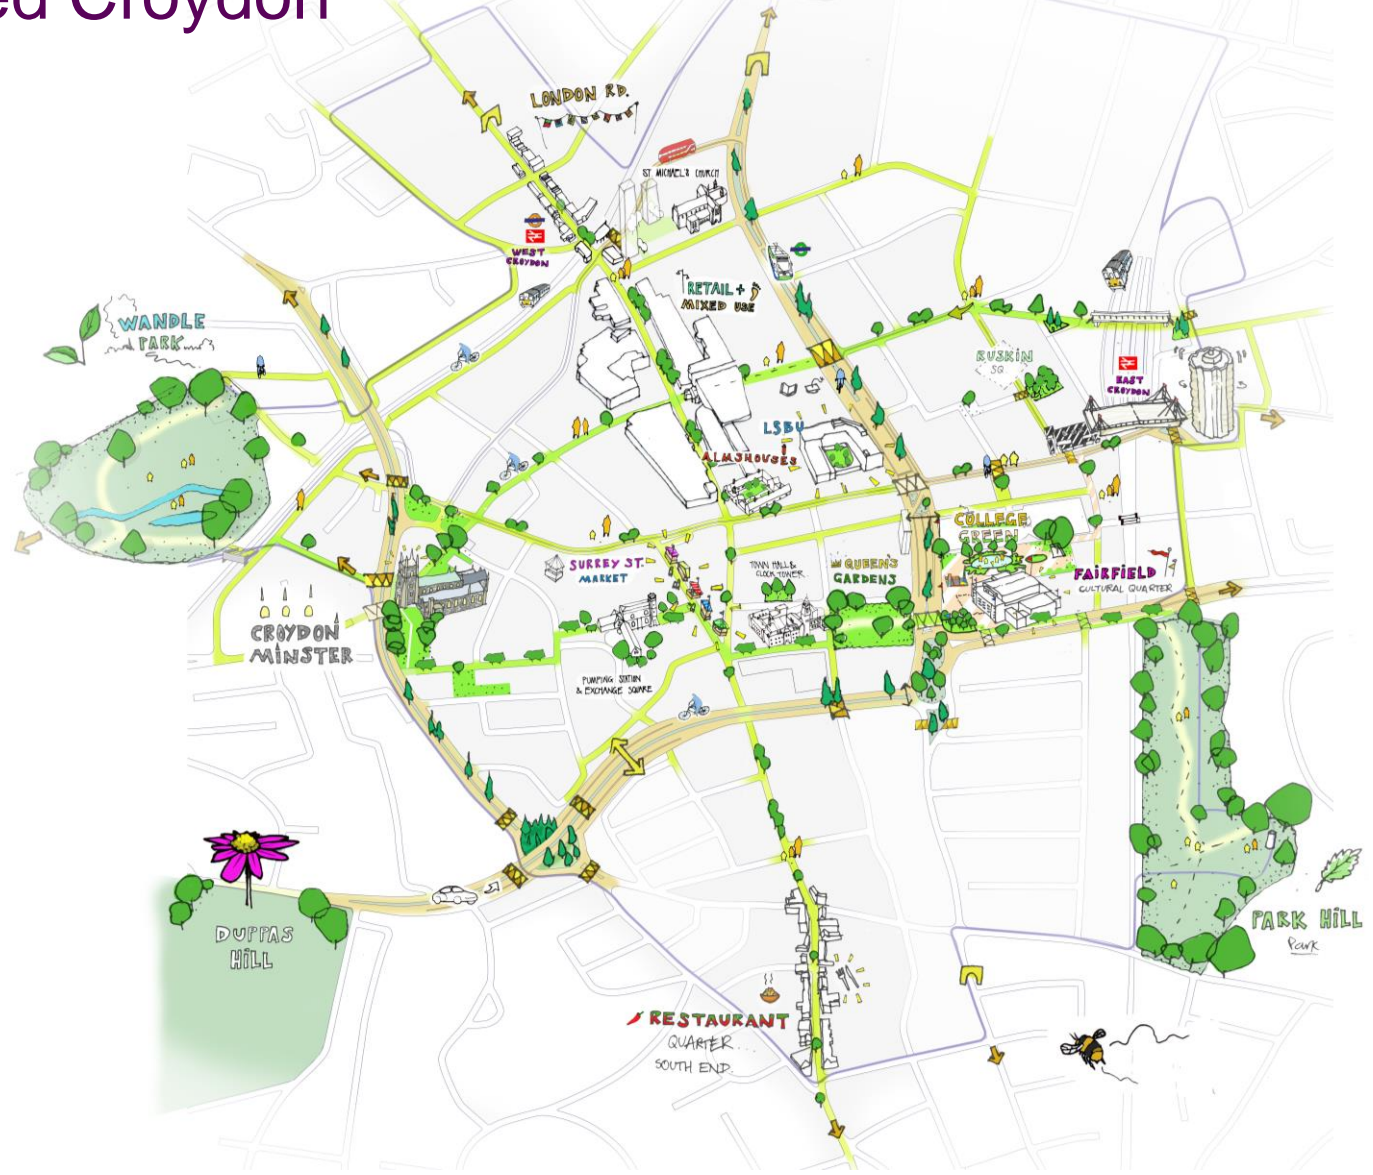 Croydon
LONDON RD.
ST MICHAEL'S CHURCH
WEST
CROYDON
RETAIL +
MIXED USE
WANDLE
PARK
RUSKIN
SQ.
EAST
CROYDON
LSBU
ALMSHOUSES
COLLEGE
GREEN
SURREY ST.
MARKET
TOWN HALL &
CLOCK TOWER
QUEEN'S
GARDENS
FAIRFIELD
CULTURAL QUARTER
CROYDON
MINSTER
PUMPING STATION
& EXCHANGE SQUARE
DUPPAS
HILL
PARK HILL
Park
RESTAURANT
QUARTER...
SOUTH END.